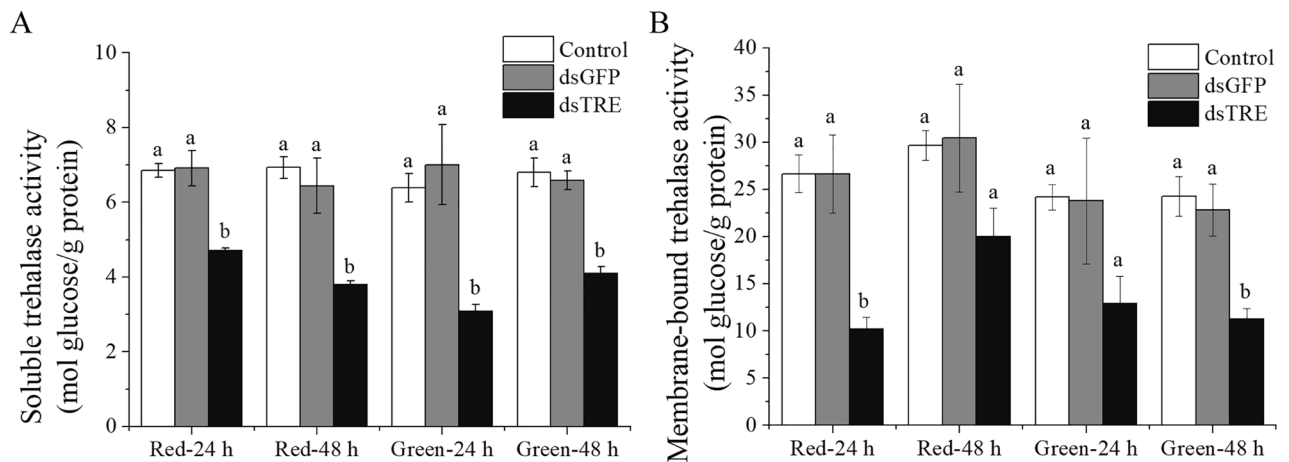 A
Soluble trehalase activity
(mol glucose/g protein)
10
8
6
4
2
0
Control
dsGFP
dsTRE
a
a
b
a
a
b
a
a
b
a
a
b
Red-24 h
Red-48 h
Green-24 h
Green-48 h
B
Membrane-bound trehalase activity
(mol glucose/g protein)
40
35
30
25
20
15
10
5
0
Control
dsGFP
dsTRE
a
a
b
a
a
a
a
a
a
a
a
b
Red-24 h
Red-48 h
Green-24 h
Green-48 h